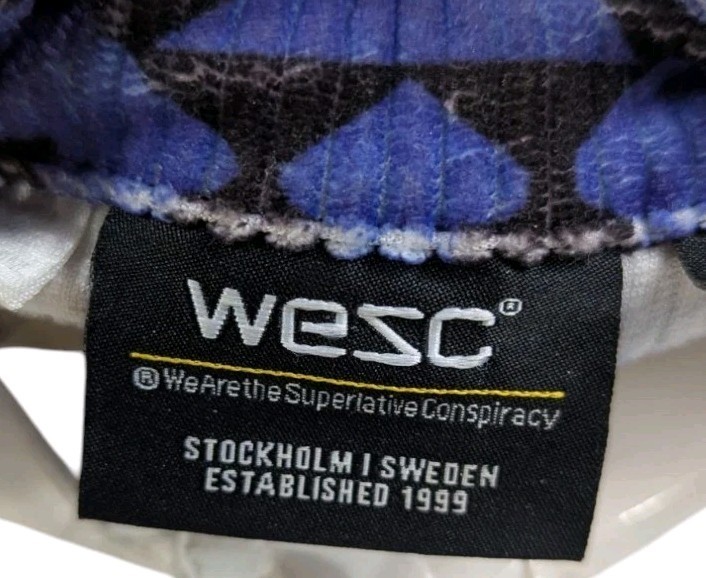 wesc®
® WeAretheSuperlativeConspiracy
STOCKHOLM | SWEDEN
ESTABLISHED 1999